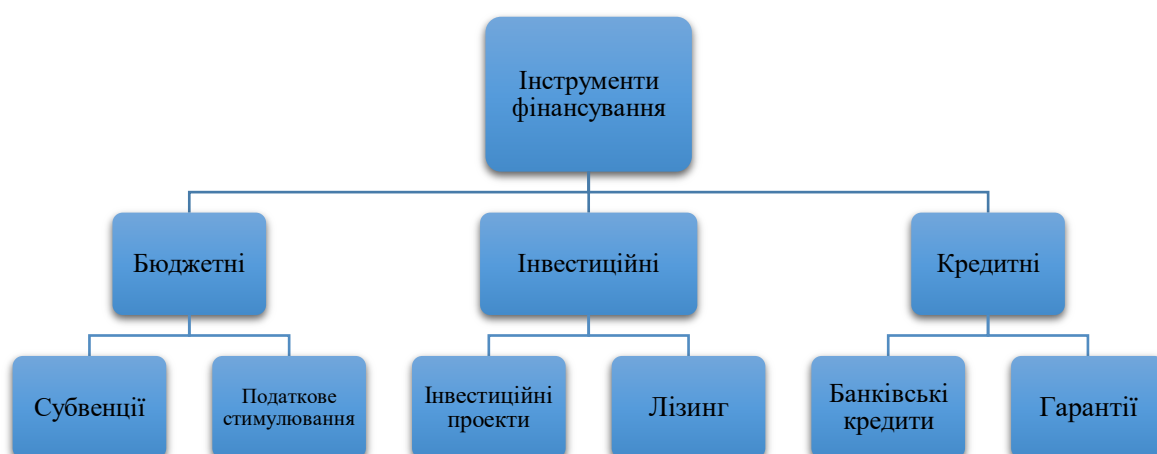 Інструменти
фінансування
Бюджетні
Інвестиційні
Кредитні
Субвенції
Податкове
стимулювання
Інвестиційні
проекти
Лізинг
Банківські
кредити
Гарантії